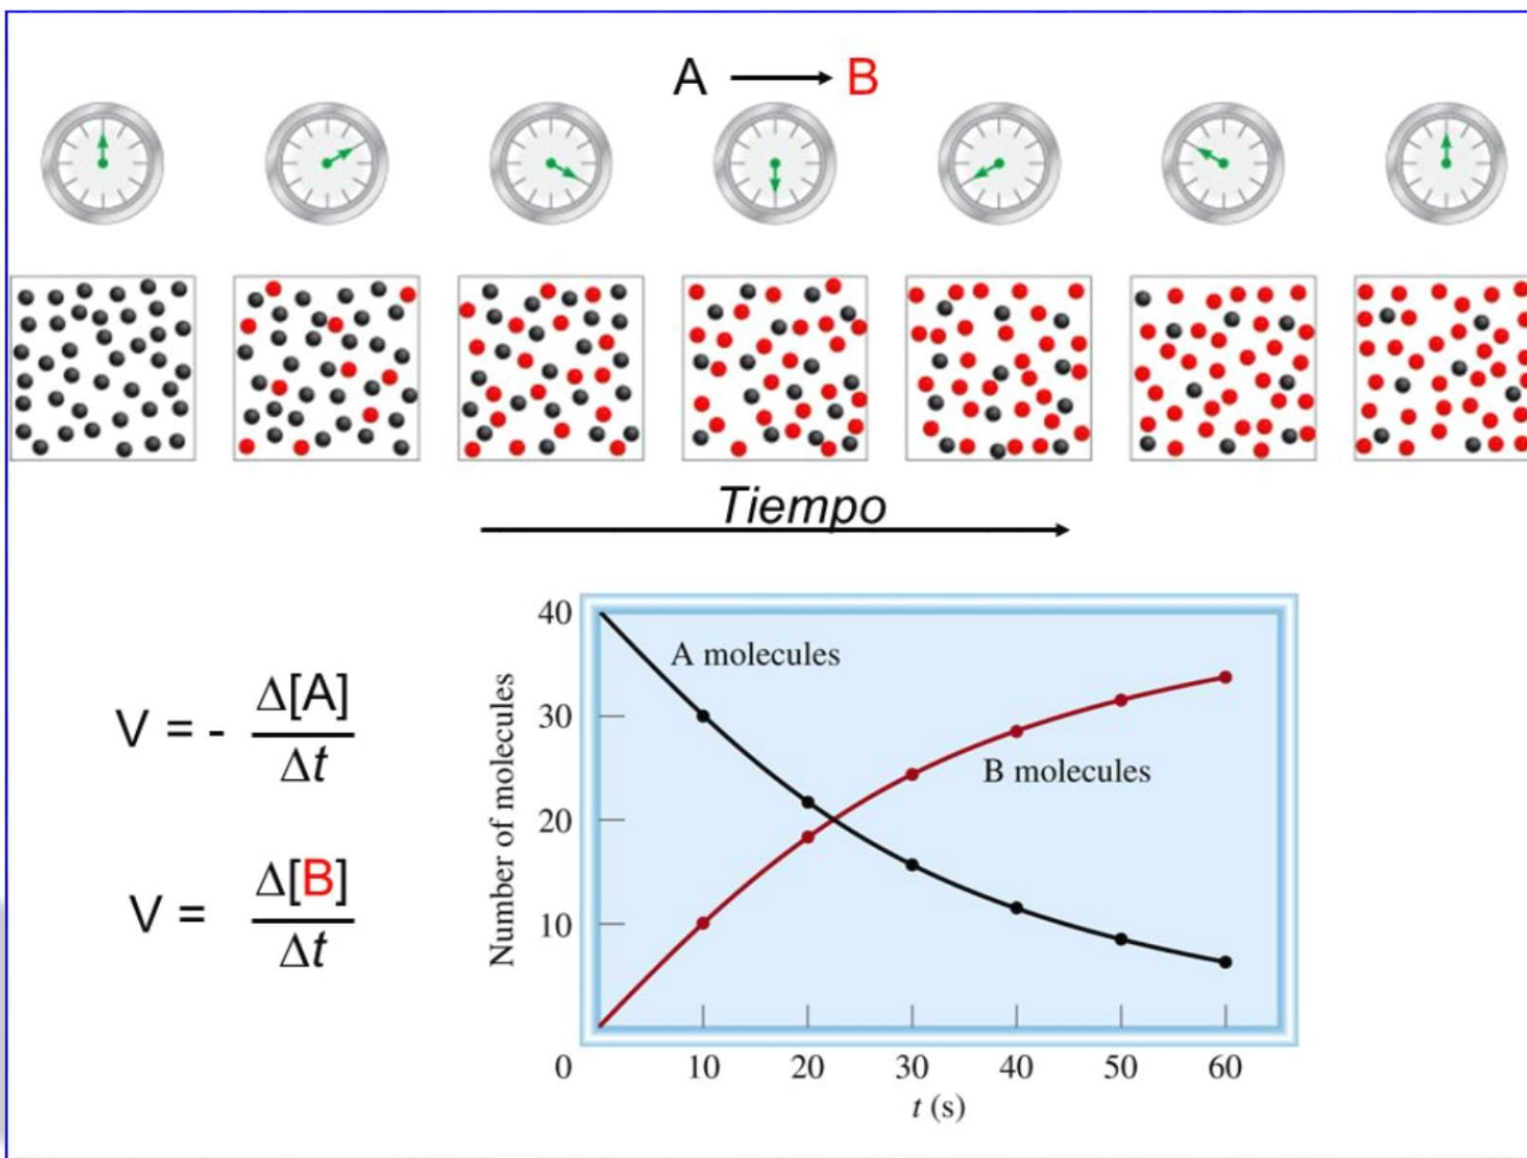 A → B
Tiempo
V = - Δ[A]
Δt
V = Δ[B]
Δt
Number of molecules
40
30
20
10
0
A molecules
B molecules
10 20 30 40 50 60
t (s)